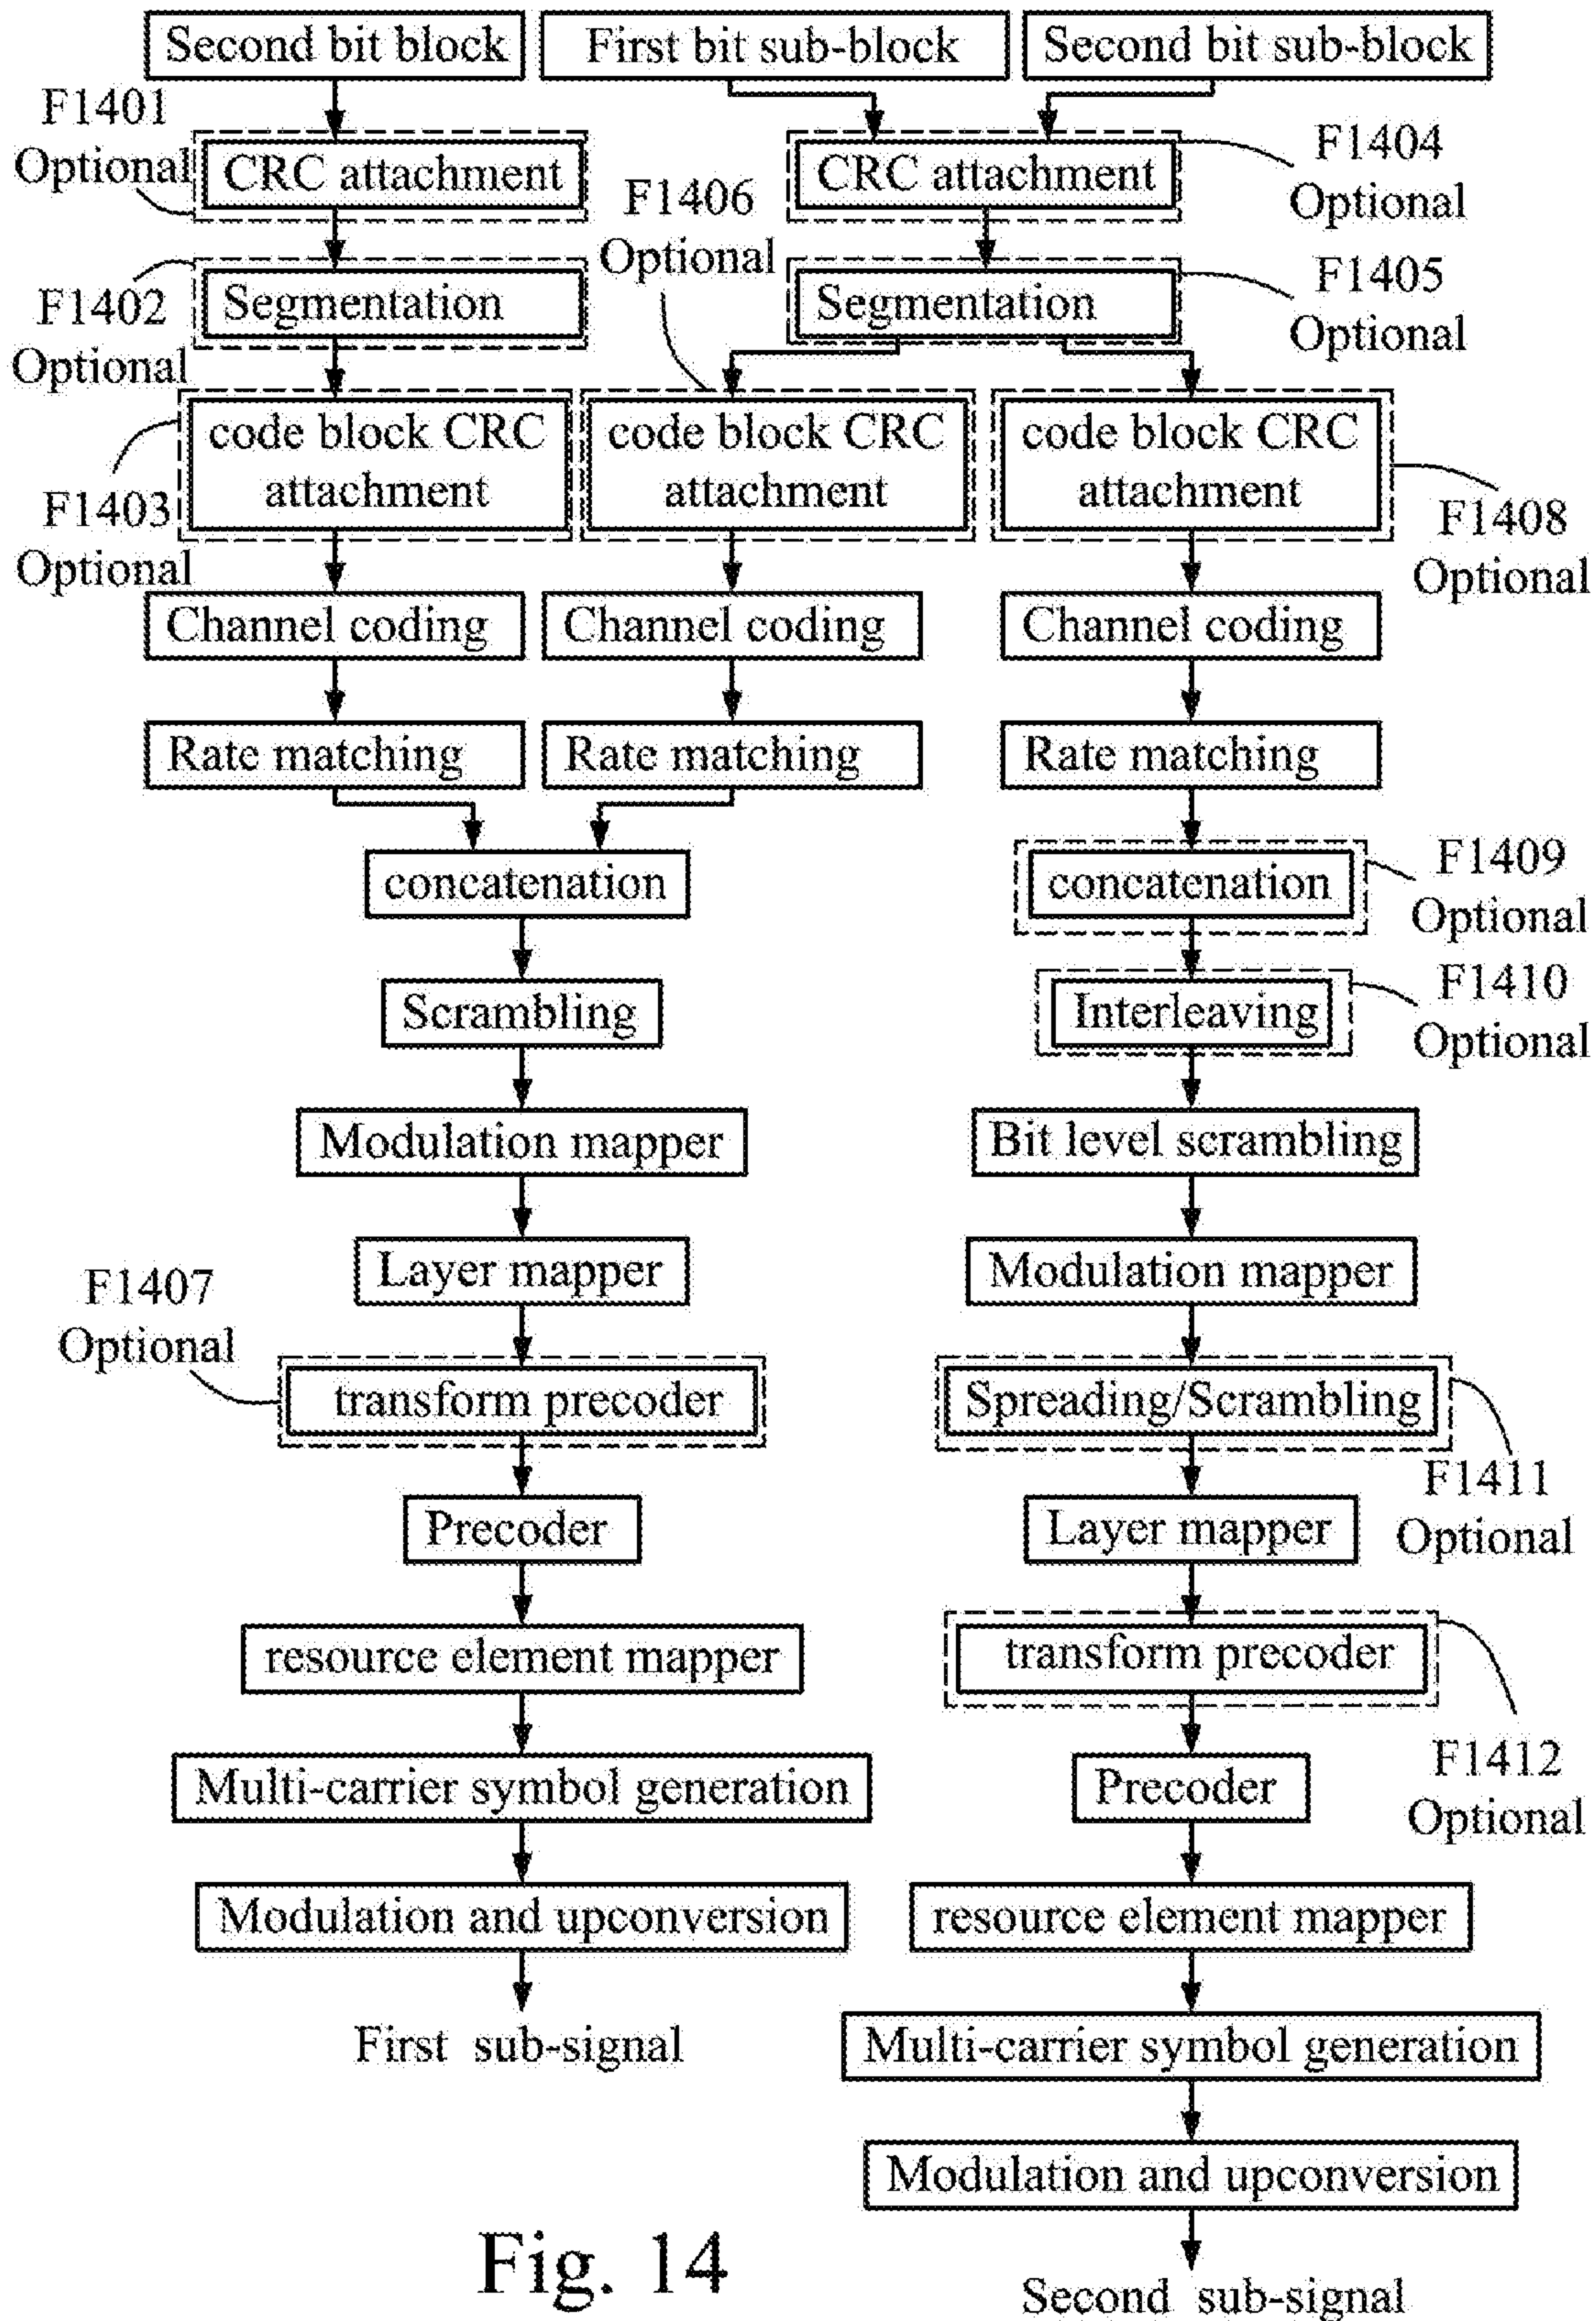 Second bit block
First bit sub-block
Second bit sub-block
F1401
Optional
CRC attachment
F1406
Optional
CRC attachment
F1404
Optional
F1402
Optional
Segmentation
Segmentation
F1405
Optional
F1403
Optional
code block CRC
attachment
code block CRC
attachment
code block CRC
attachment
F1408
Optional
Channel coding
Channel coding
Channel coding
Rate matching
Rate matching
Rate matching
concatenation
concatenation
F1409
Optional
Scrambling
Interleaving
F1410
Optional
Modulation mapper
Bit level scrambling
Layer mapper
Modulation mapper
F1407
Optional
transform precoder
Spreading/Scrambling
F1411
Optional
Precoder
Layer mapper
resource element mapper
transform precoder
F1412
Optional
Multi-carrier symbol generation
Precoder
Modulation and upconversion
resource element mapper
First sub-signal
Multi-carrier symbol generation
Modulation and upconversion
Second sub-signal
Fig. 14